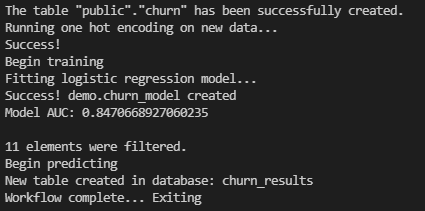 The table "public"."churn" has been successfully created.
Running one hot encoding on new data...
Success!
Begin training
Fitting logistic regression model...
Success! demo.churn_model created
Model AUC: 0.8470668927060235

11 elements were filtered.
Begin predicting
New table created in database: churn_results
Workflow complete... Exiting